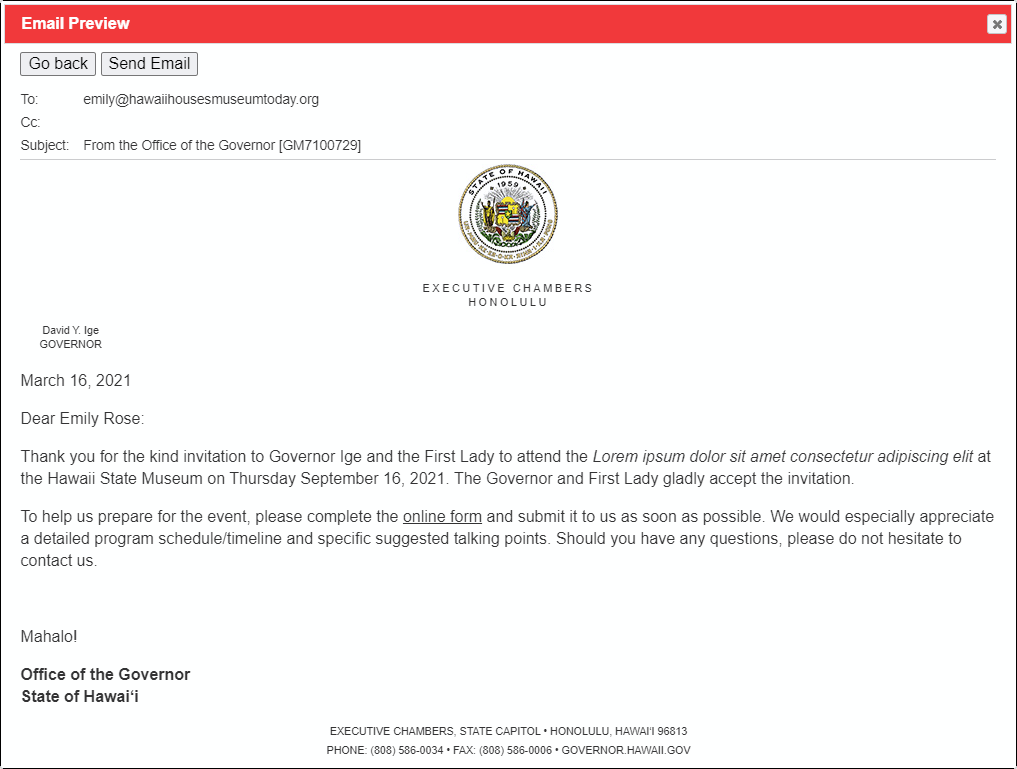 Email Preview
Go back Send Email
To: emily@hawaiihousesmuseumtoday.org
Cc:
Subject: From the Office of the Governor [GM7100729]
STATE OF HAWAII
1959
EXECUTIVE CHAMBERS
HONOLULU
David Y. Ige
GOVERNOR
March 16, 2021
Dear Emily Rose:
Thank you for the kind invitation to Governor Ige and the First Lady to attend the Lorem ipsum dolor sit amet consectetur adipiscing elit at
the Hawaii State Museum on Thursday September 16, 2021. The Governor and First Lady gladly accept the invitation.
To help us prepare for the event, please complete the online form and submit it to us as soon as possible. We would especially appreciate
a detailed program schedule/timeline and specific suggested talking points. Should you have any questions, please do not hesitate to
contact us.
Mahalo!
Office of the Governor
State of Hawai‘i
EXECUTIVE CHAMBERS, STATE CAPITOL • HONOLULU, HAWAI‘I 96813
PHONE: (808) 586-0034 • FAX: (808) 586-0006 • GOVERNOR.HAWAII.GOV